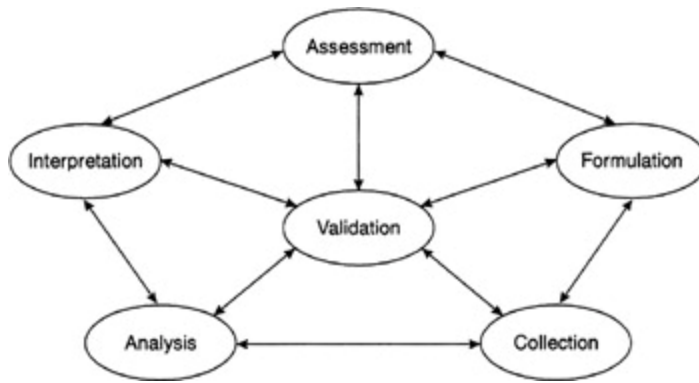 Assessment
Interpretation
Formulation
Validation
Analysis
Collection